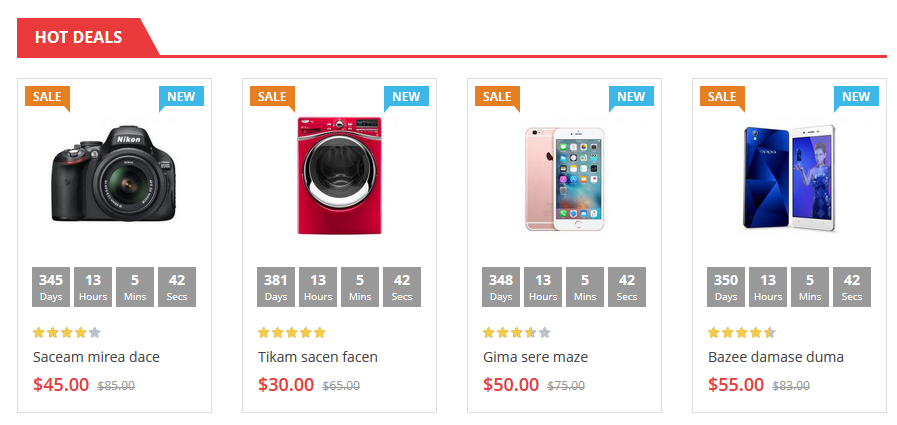 HOT DEALS
SALE NEW
Nikon
345 13 5 42
Days Hours Mins Secs
Saceam mirea dace
$45.00 $85.00
SALE NEW
381 13 5 42
Days Hours Mins Secs
Tikam sacen facen
$30.00 $65.00
SALE NEW
348 13 5 42
Days Hours Mins Secs
Gima sere maze
$50.00 $75.00
SALE NEW
oppo
350 13 5 42
Days Hours Mins Secs
Bazee damase duma
$55.00 $83.00